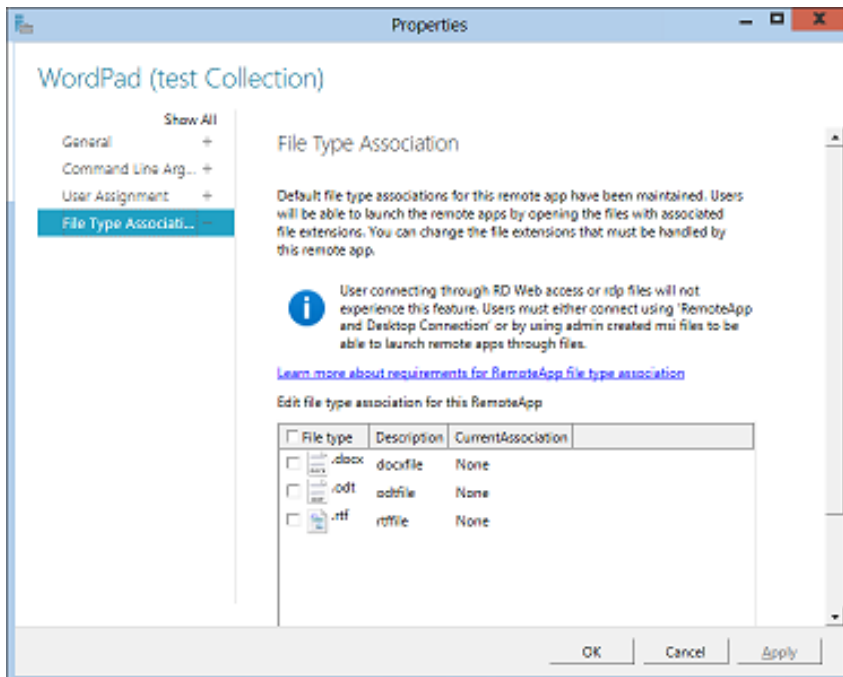 Properties
WordPad (test Collection)
Show All
General +
Command Line Arg... +
User Assignment +
File Type Associati... −
File Type Association
Default file type associations for this remote app have been maintained. Users
will be able to launch the remote apps by opening the files with associated
file extensions. You can change the file extensions that must be handled by
this remote app.
User connecting through RD Web access or rdp files will not
experience this feature. Users must either connect using 'RemoteApp
and Desktop Connection' or by using admin created msi files to be
able to launch remote apps through files.
Learn more about requirements for RemoteApp file type association
Edit file type association for this RemoteApp
File type Description CurrentAssociation
.docx docxfile None
.odt odtfile None
.rtf rtffile None
OK Cancel Apply